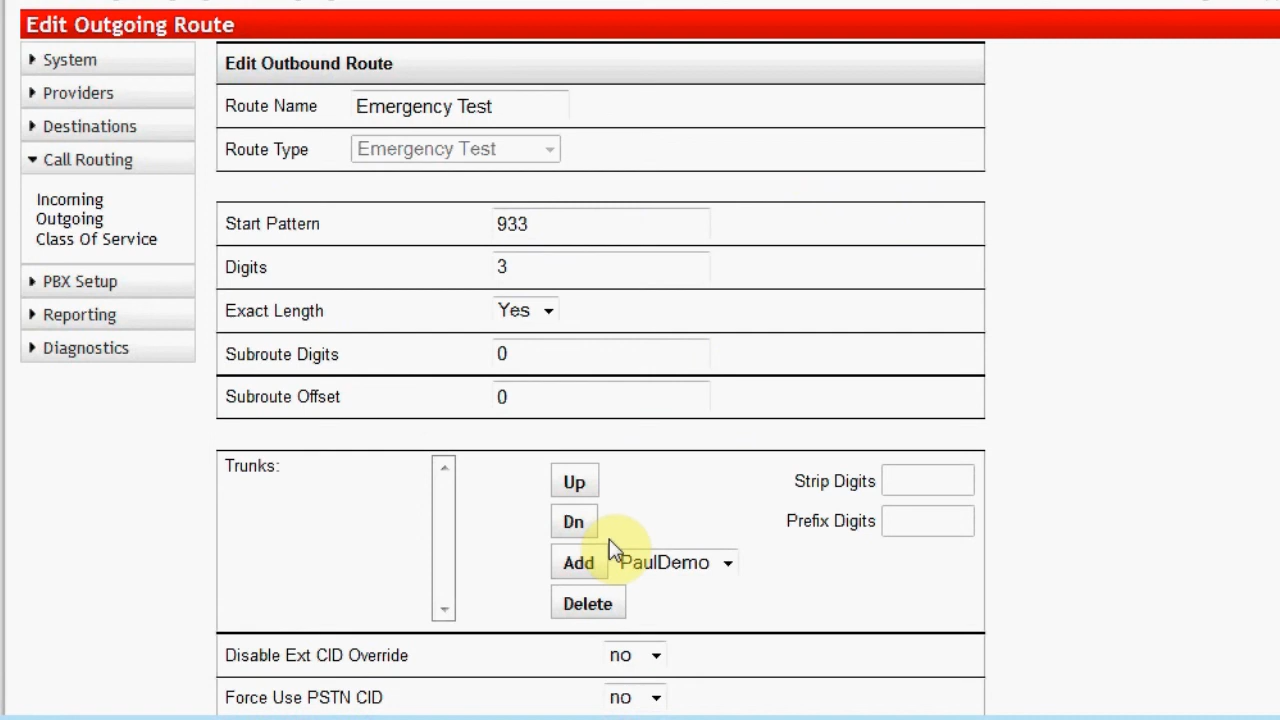 Edit Outgoing Route
System
Providers
Destinations
Call Routing
Incoming
Outgoing
Class Of Service
PBX Setup
Reporting
Diagnostics
Edit Outbound Route
Route Name Emergency Test
Route Type Emergency Test
Start Pattern 933
Digits 3
Exact Length Yes
Subroute Digits 0
Subroute Offset 0
Trunks:
Up
Dn
Add PaulDemo
Delete
Strip Digits
Prefix Digits
Disable Ext CID Override no
Force Use PSTN CID no